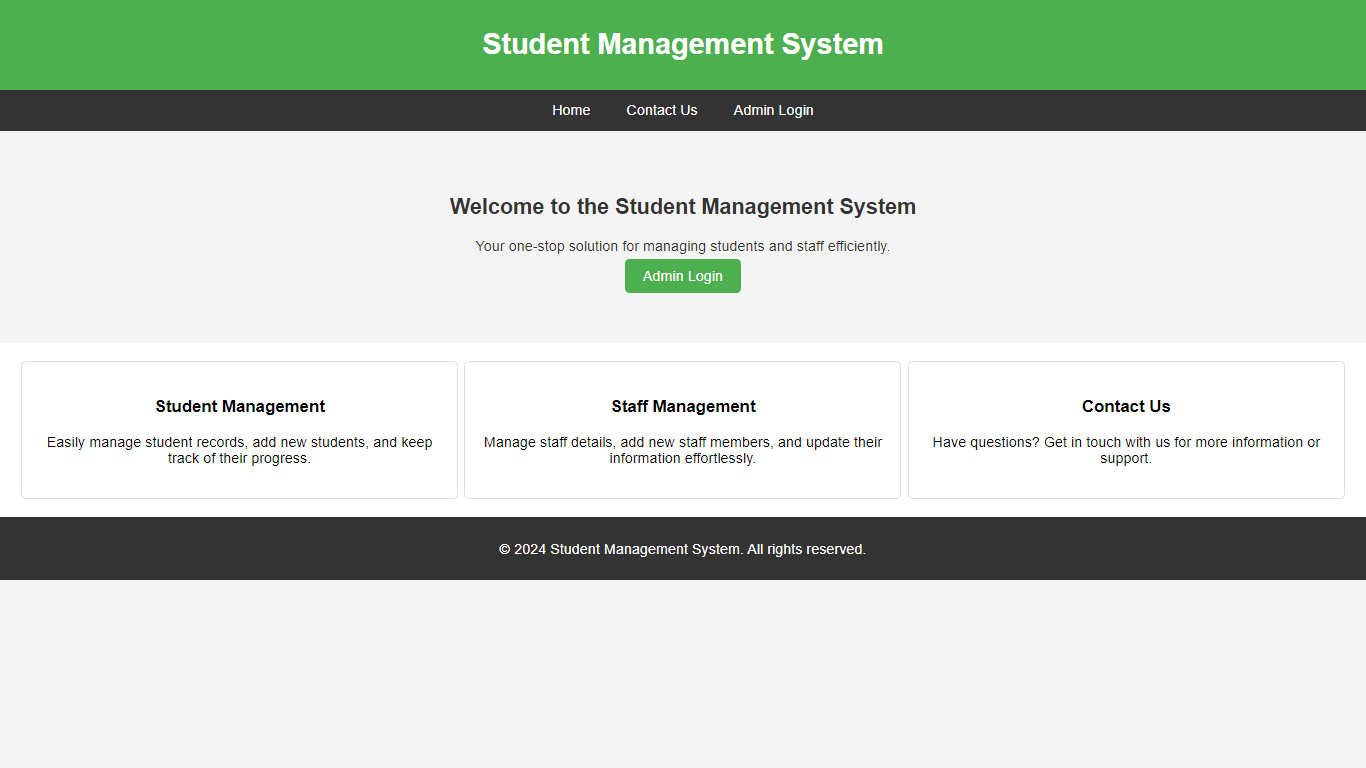 Student Management System
Home Contact Us Admin Login
Welcome to the Student Management System
Your one-stop solution for managing students and staff efficiently.
Admin Login
Student Management
Easily manage student records, add new students, and keep
track of their progress.
Staff Management
Manage staff details, add new staff members, and update their
information effortlessly.
Contact Us
Have questions? Get in touch with us for more information or
support.
© 2024 Student Management System. All rights reserved.